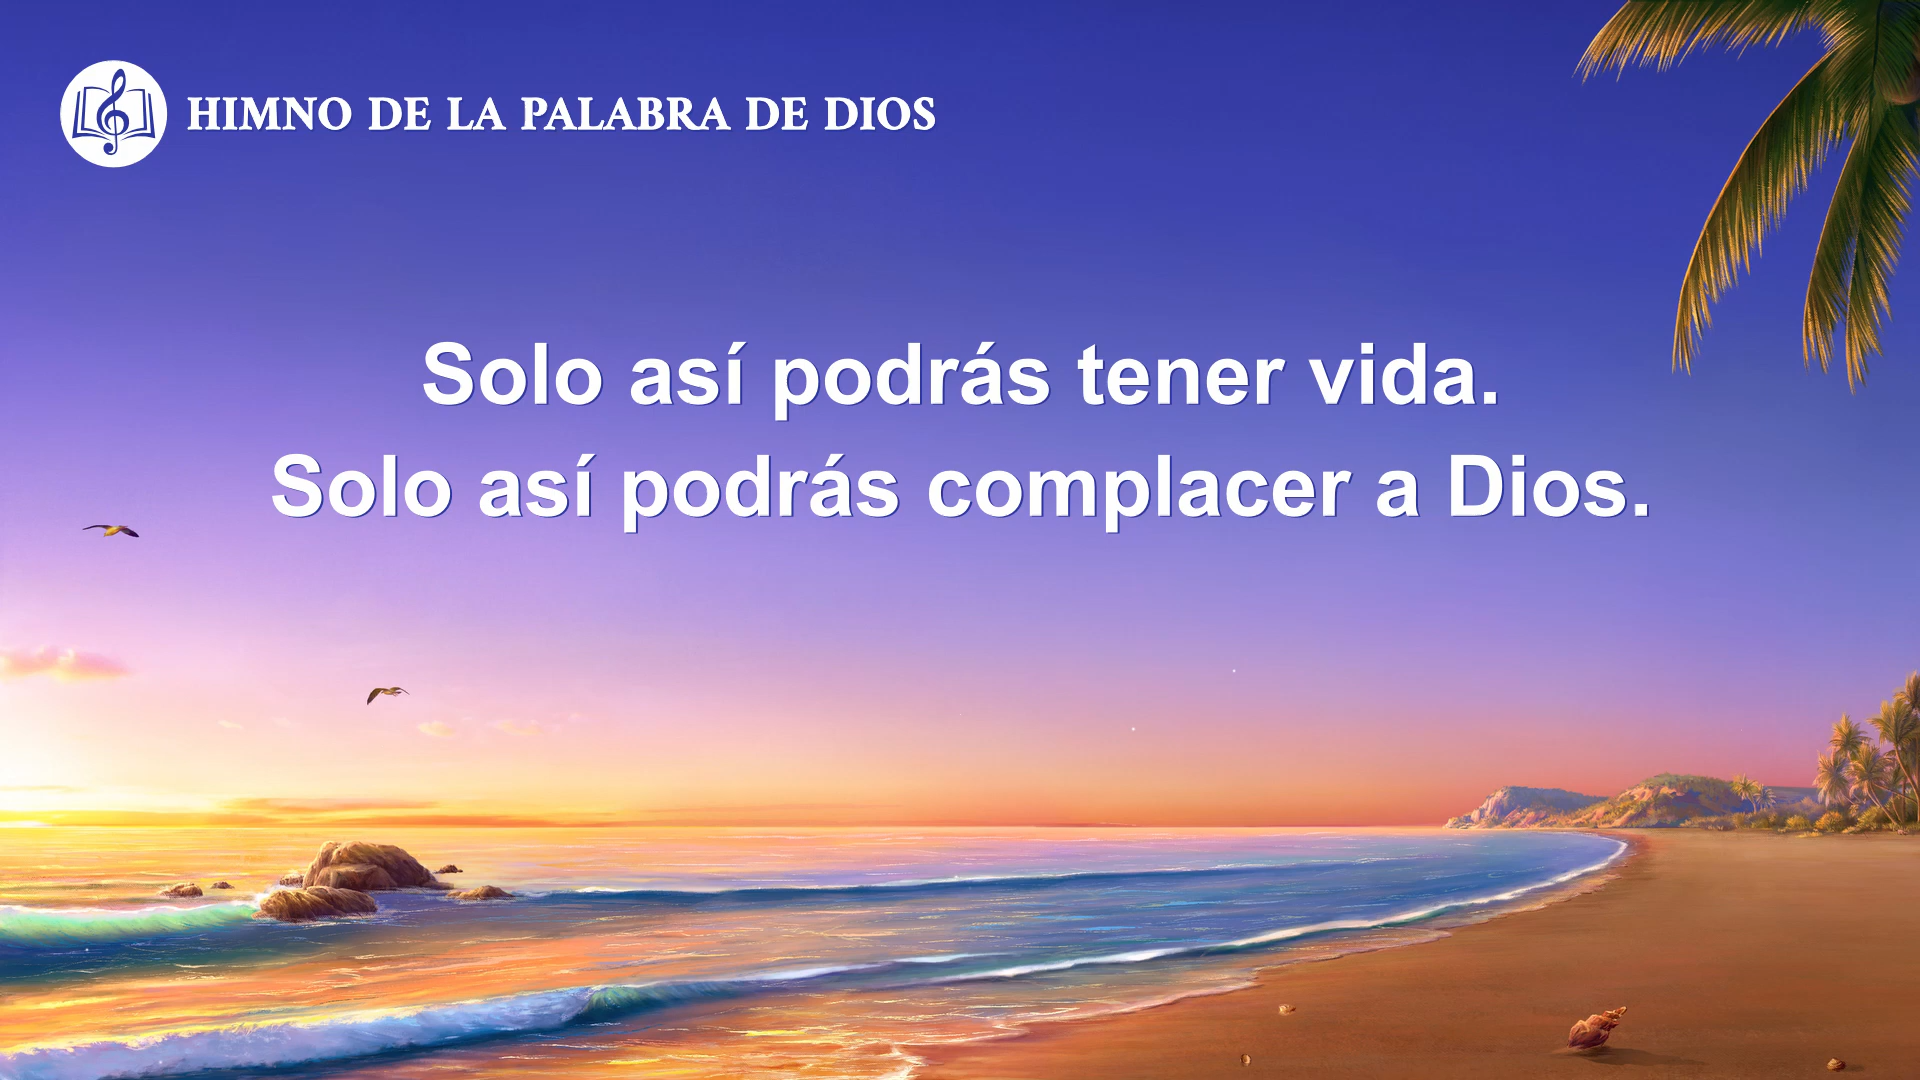 HIMNO DE LA PALABRA DE DIOS
Solo así podrás tener vida.
Solo así podrás complacer a Dios.